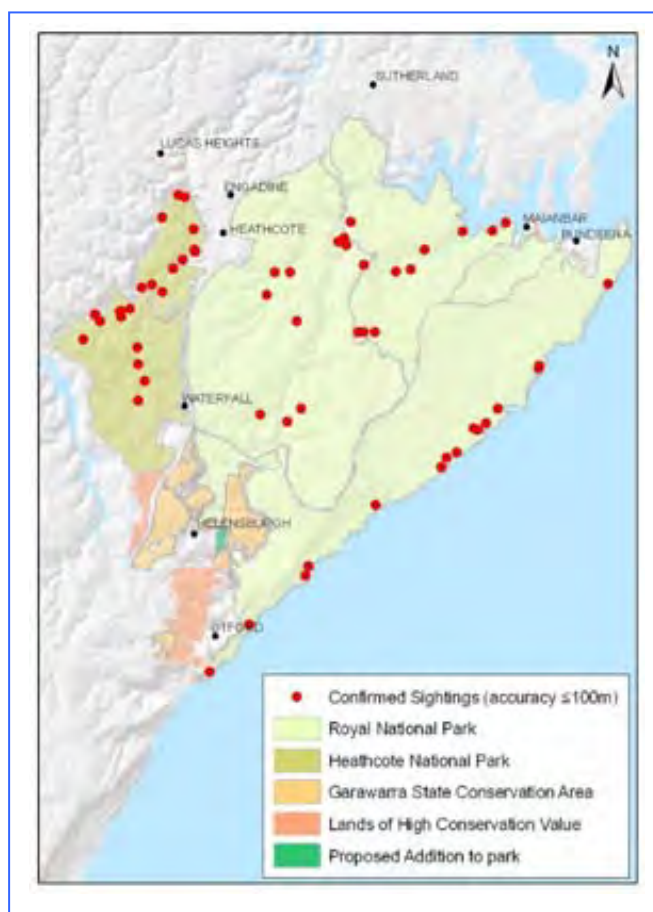 N
SUTHERLAND
LUCAS HEIGHTS
ENGADINE
HEATHCOTE
MAIANBAR
BUNDEENA
WATERFALL
HELENSBURGH
OTFORD
Confirmed Sightings (accuracy ≤100m)
Royal National Park
Heathcote National Park
Garawarra State Conservation Area
Lands of High Conservation Value
Proposed Addition to park